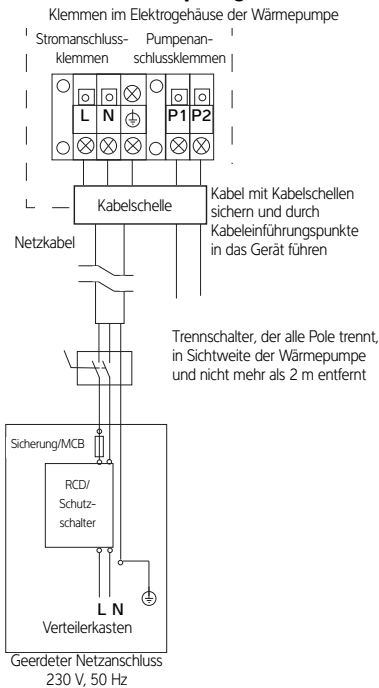 Klemmen im Elektrogehäuse der Wärmepumpe
Stromanschluss-
klemmen
Pumpenan-
schlussklemmen
L N P1 P2
Kabelschelle
Kabel mit Kabelschellen
sichern und durch
Kabeleinführungspunkte
in das Gerät führen
Netzkabel
Trennschalter, der alle Pole trennt,
in Sichtweite der Wärmepumpe
und nicht mehr als 2 m entfernt
Sicherung/MCB
RCD/
Schutz-
schalter
L N
Verteilerkasten
Geerdeter Netzanschluss
230 V, 50 Hz